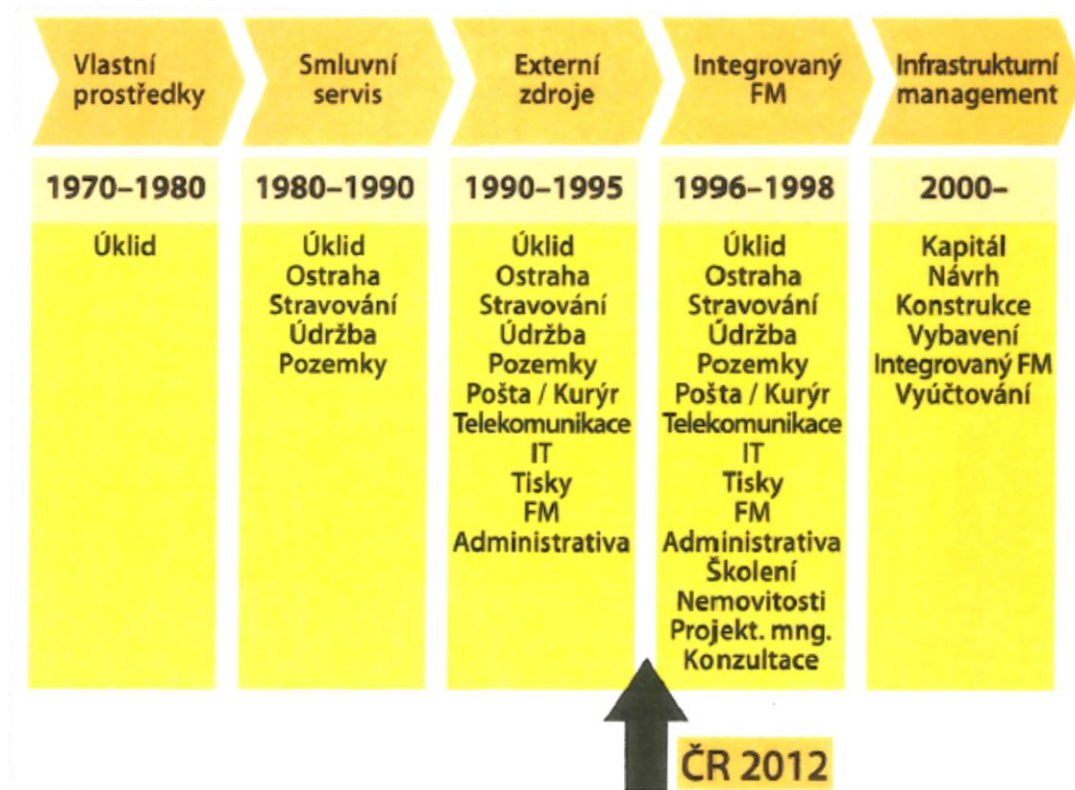 Vlastní
prostředky
Smluvní
servis
Externí
zdroje
Integrovaný
FM
Infrastrukturní
management
1970–1980
Úklid
1980–1990
Úklid
Ostraha
Stravování
Údržba
Pozemky
1990–1995
Úklid
Ostraha
Stravování
Údržba
Pozemky
Pošta / Kurýr
Telekomunikace
IT
Tisky
FM
Administrativa
1996–1998
Úklid
Ostraha
Stravování
Údržba
Pozemky
Pošta / Kurýr
Telekomunikace
IT
Tisky
FM
Administrativa
Školení
Nemovitosti
Projekt. mng.
Konzultace
2000–
Kapitál
Návrh
Konstrukce
Vybavení
Integrovaný FM
Vyúčtování
ČR 2012